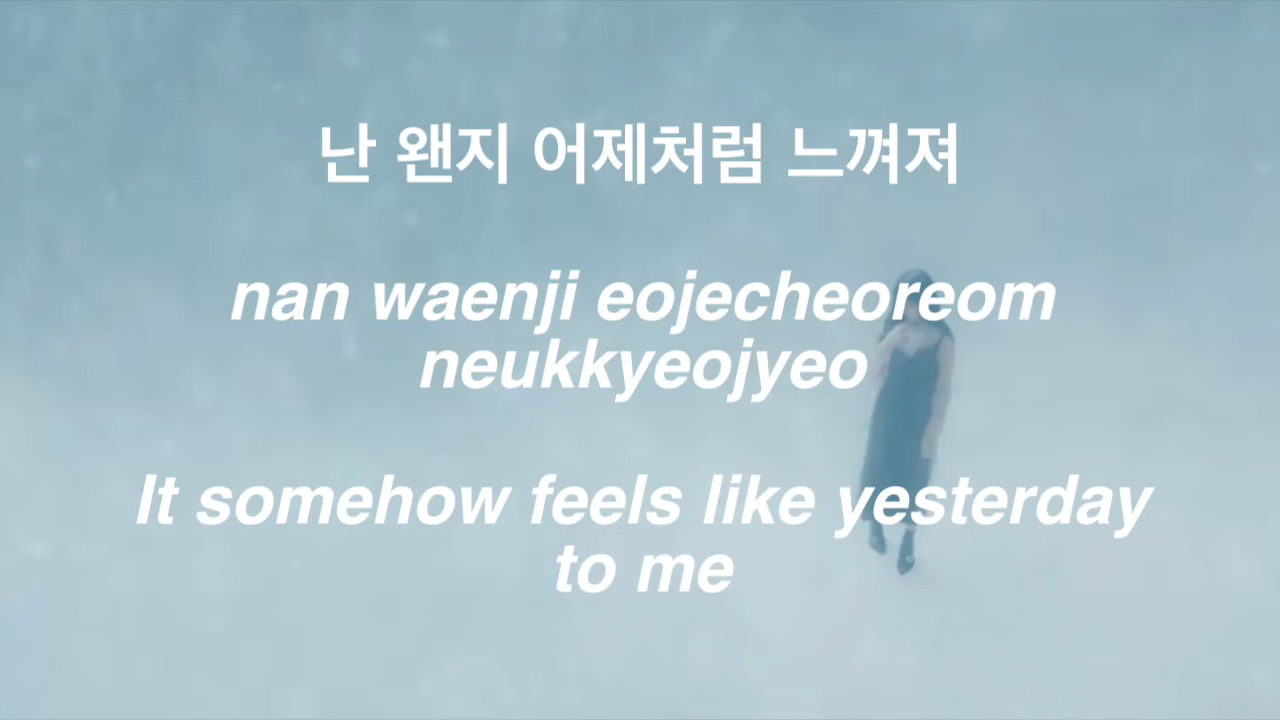 난 왠지 어제처럼 느껴져
nan waenji eojecheoreom
neukkyeojyeo
It somehow feels like yesterday
to me